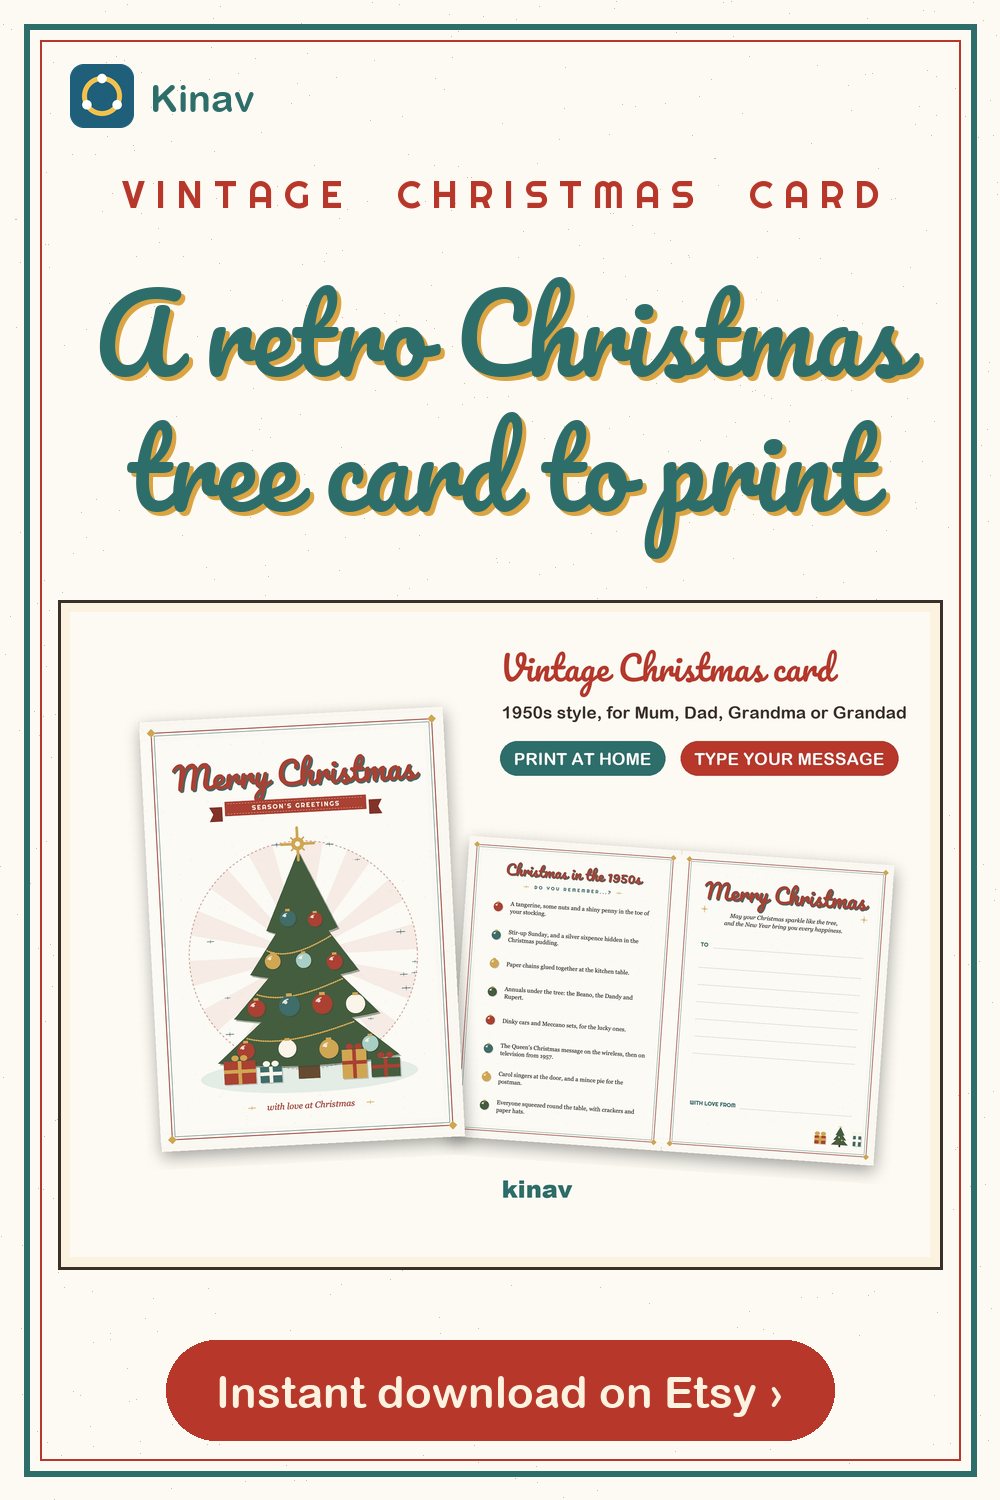 Kinav
VINTAGE CHRISTMAS CARD
A retro Christmas
tree card to print
Vintage Christmas card
1950s style, for Mum, Dad, Grandma or Grandad
PRINT AT HOME
TYPE YOUR MESSAGE
Merry Christmas
SEASON'S GREETINGS
with love at Christmas
Christmas in the 1950s
DO YOU REMEMBER...?
A tangerine, some nuts and a shiny penny in the toe of
your stocking.
Stir-up Sunday, and a silver sixpence hidden in the
Christmas pudding.
Paper chains glued together at the kitchen table.
Annuals under the tree: the Beano, the Dandy and
Rupert.
Dinky cars and Meccano sets, for the lucky ones.
The Queen's Christmas message on the wireless, then on
television from 1957.
Carol singers at the door, and a mince pie for the
postman.
Everyone squeezed round the table, with crackers and
paper hats.
Merry Christmas
May your Christmas sparkle like the tree,
and the New Year bring you every happiness.
TO
WITH LOVE FROM
kinav
Instant download on Etsy ›